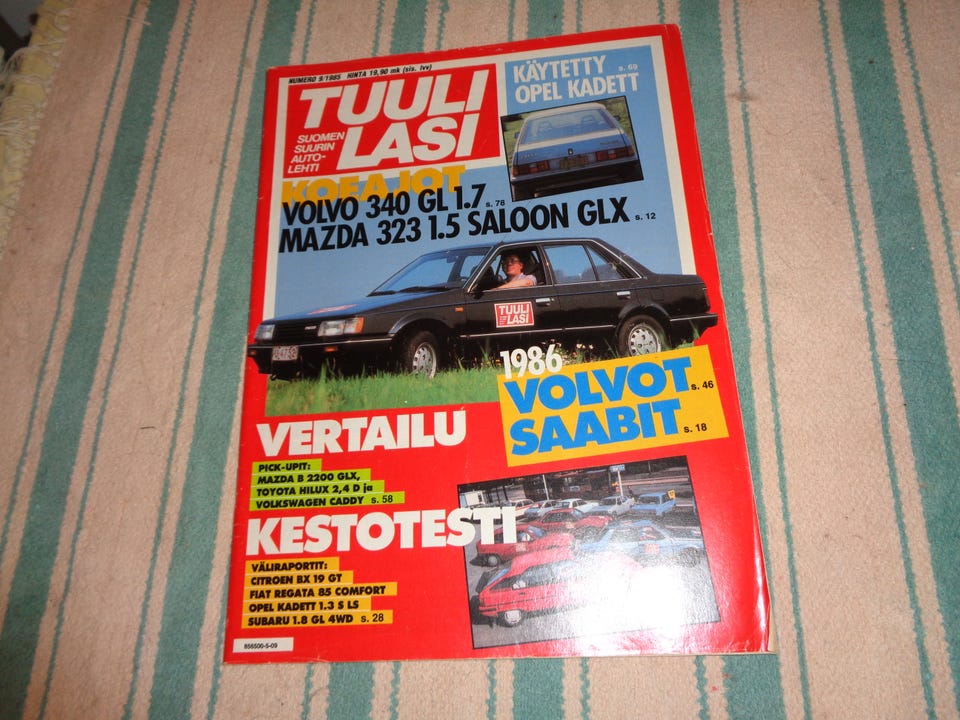 NUMERO 9/1985 HINTA 19,90 mk (sis. lvv)
TUULI
LASI
SUOMEN
SUURIN
AUTO-
LEHTI
KÄYTETTY s. 69
OPEL KADETT
KOEAJOT
VOLVO 340 GL 1.7 s. 78
MAZDA 323 1.5 SALOON GLX s. 12
TUULI
LASI
1986
VOLVOT s. 46
SAABIT s. 18
VERTAILU
PICK-UPIT:
MAZDA B 2200 GLX,
TOYOTA HILUX 2,4 D ja
VOLKSWAGEN CADDY s. 58
KESTOTESTI
VÄLIRAPORTIT:
CITROEN BX 19 GT
FIAT REGATA 85 COMFORT
OPEL KADETT 1.3 S LS
SUBARU 1.8 GL 4WD s. 28
856500-5-09